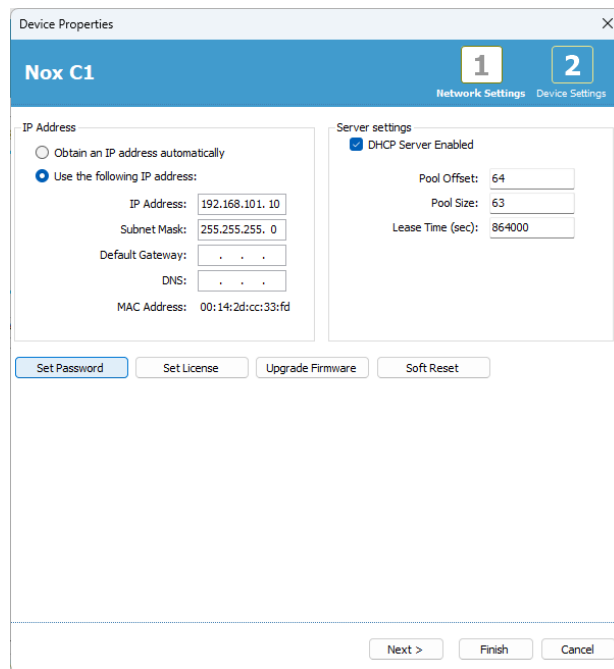 Device Properties
Nox C1
1
Network Settings
2
Device Settings
IP Address
Obtain an IP address automatically
Use the following IP address:
IP Address: 192.168.101. 10
Subnet Mask: 255.255.255. 0
Default Gateway: . . .
DNS: . . .
MAC Address: 00:14:2d:cc:33:fd
Server settings
DHCP Server Enabled
Pool Offset: 64
Pool Size: 63
Lease Time (sec): 864000
Set Password
Set License
Upgrade Firmware
Soft Reset
Next >
Finish
Cancel